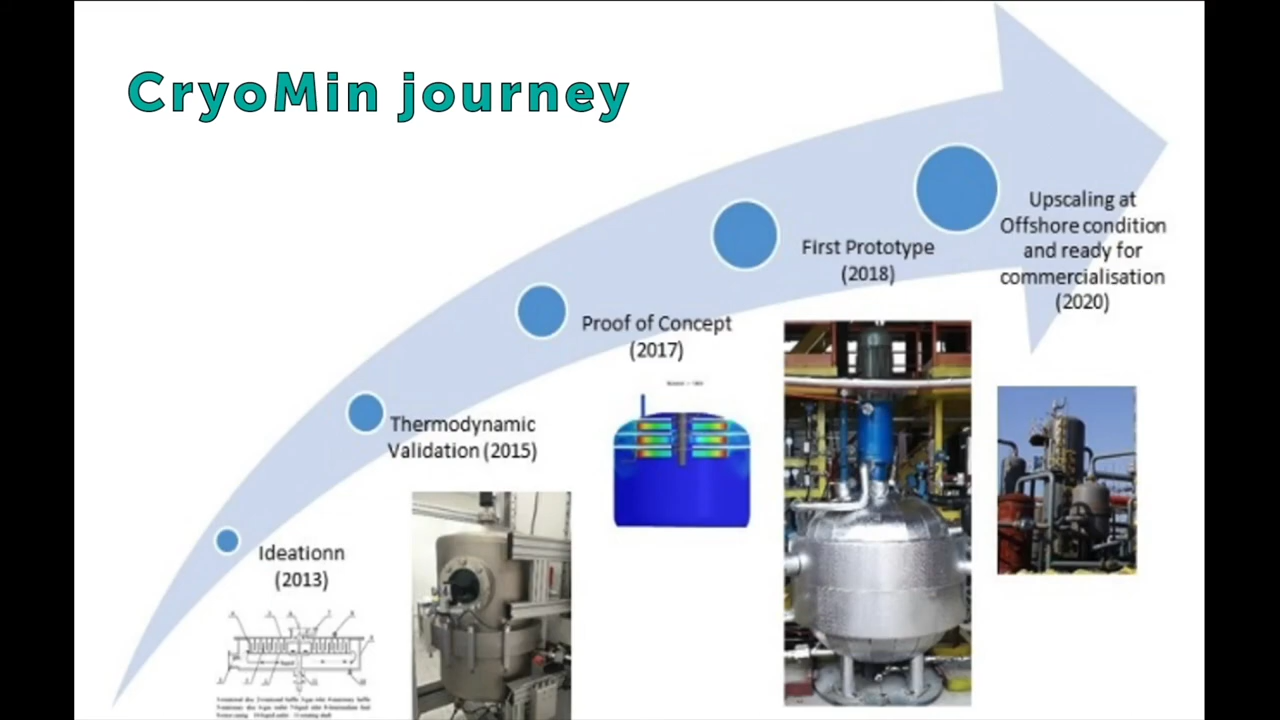 CryoMin journey
Upscaling at
Offshore condition
and ready for
commercialisation
(2020)
First Prototype
(2018)
Proof of Concept
(2017)
Thermodynamic
Validation (2015)
Ideationn
(2013)